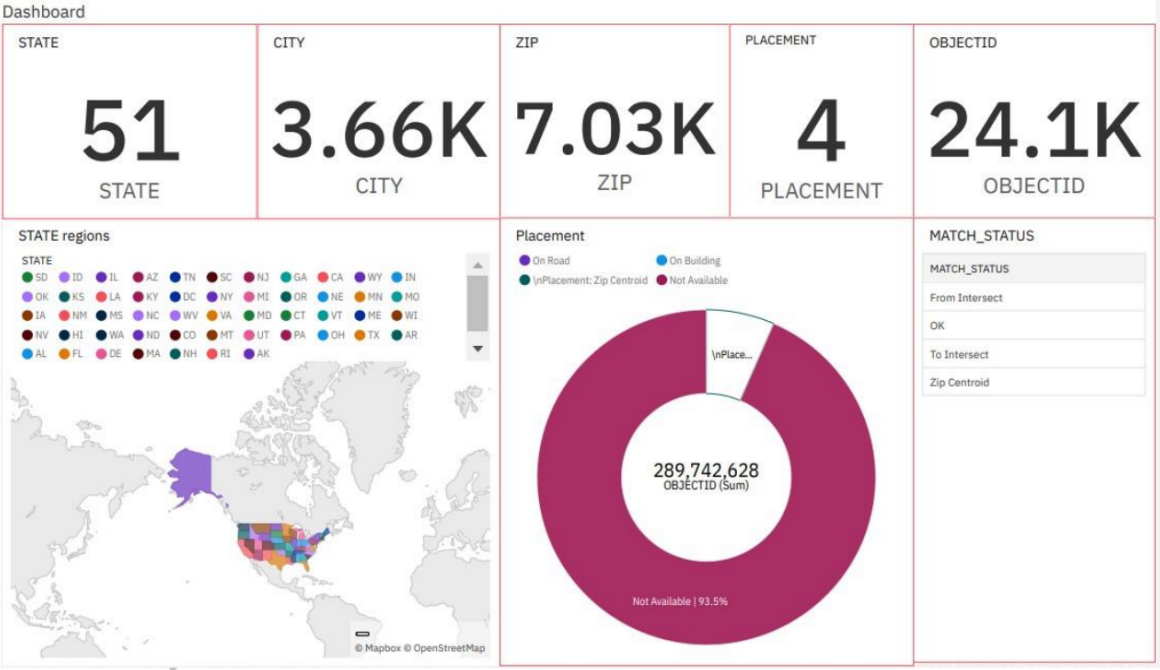 Dashboard
STATE
51
STATE
CITY
3.66K
CITY
ZIP
7.03K
ZIP
PLACEMENT
4
PLACEMENT
OBJECTID
24.1K
OBJECTID
STATE regions
STATE
SD ID IL AZ TN SC NJ GA CA WY IN
OK KS LA KY DC NY MI OR NE MN MO
IA NM MS NC WV VA MD CT VT ME WI
NV HI WA ND CO MT UT PA OH TX AR
AL FL DE MA NH RI AK
© Mapbox © OpenStreetMap
Placement
On Road On Building
\nPlacement: Zip Centroid Not Available
\nPlace...
289,742,628
OBJECTID (Sum)
Not Available | 93.5%
MATCH_STATUS
MATCH_STATUS
From Intersect
OK
To Intersect
Zip Centroid